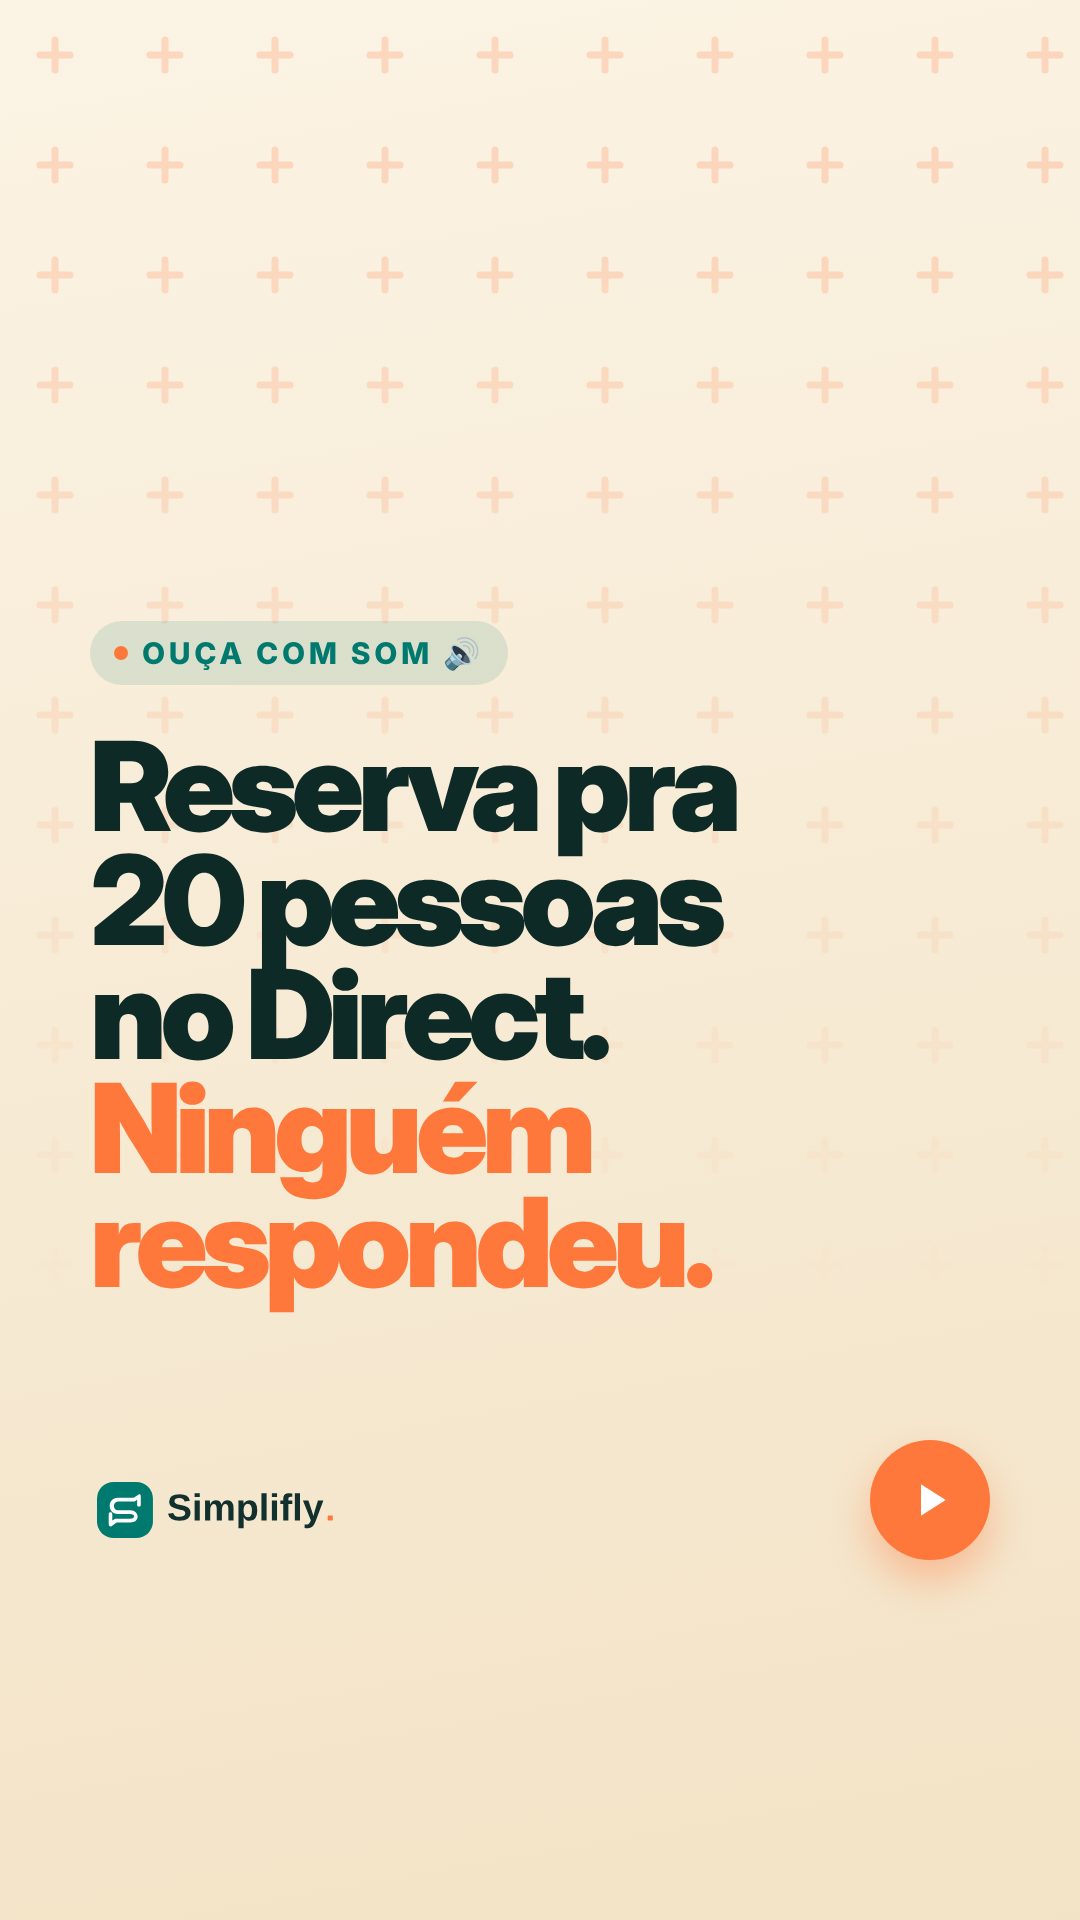 OUÇA COM SOM 🔊
Reserva pra
20 pessoas
no Direct.
Ninguém
respondeu.
Simplifly.